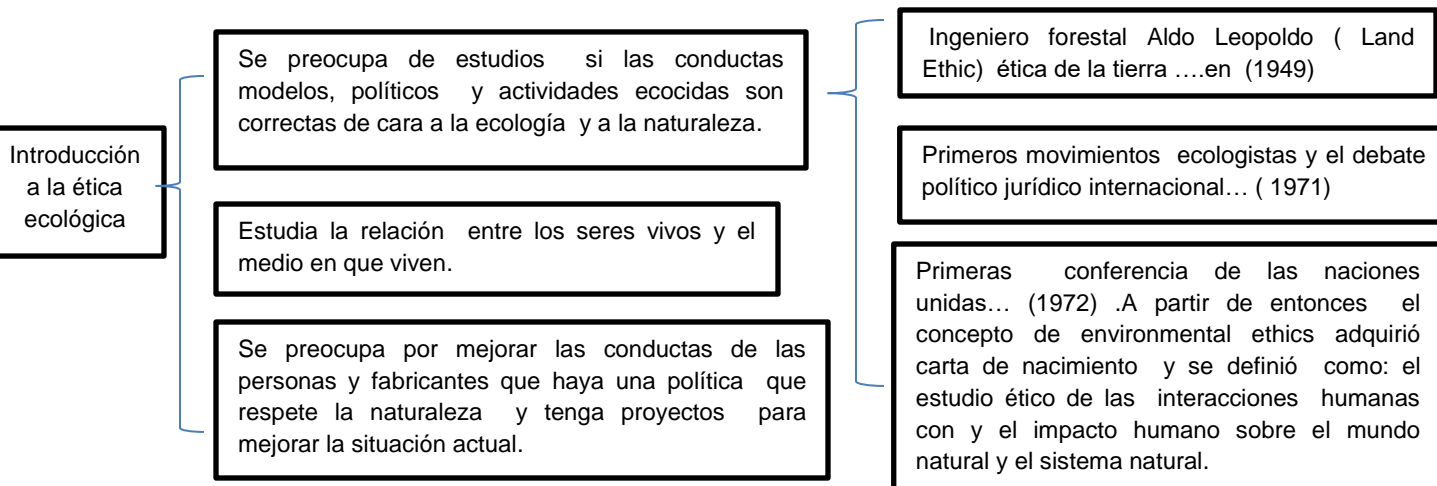 Introducción
a la ética
ecológica
Se preocupa de estudios si las conductas
modelos, políticos y actividades ecocidas son
correctas de cara a la ecología y a la naturaleza.
Estudia la relación entre los seres vivos y el
medio en que viven.
Se preocupa por mejorar las conductas de las
personas y fabricantes que haya una política que
respete la naturaleza y tenga proyectos para
mejorar la situación actual.
Ingeniero forestal Aldo Leopoldo ( Land
Ethic) ética de la tierra ….en (1949)
Primeros movimientos ecologistas y el debate
político jurídico internacional… ( 1971)
Primeras conferencia de las naciones
unidas… (1972) .A partir de entonces el
concepto de environmental ethics adquirió
carta de nacimiento y se definió como: el
estudio ético de las interacciones humanas
con y el impacto humano sobre el mundo
natural y el sistema natural.